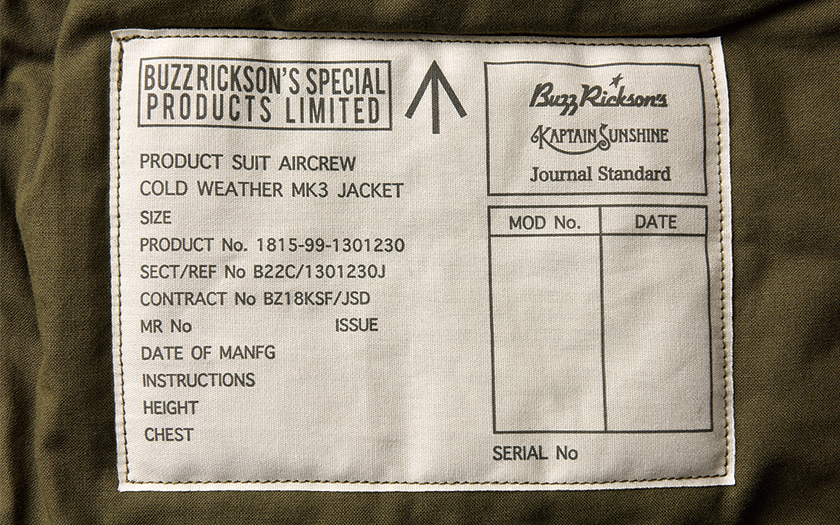 BUZZ RICKSON'S SPECIAL
PRODUCTS LIMITED
PRODUCT SUIT AIRCREW
COLD WEATHER MK3 JACKET
SIZE
PRODUCT No. 1815-99-1301230
SECT/REF No B22C/1301230J
CONTRACT No BZ18KSF/JSD
MR No ISSUE
DATE OF MANFG
INSTRUCTIONS
HEIGHT
CHEST
Buzz Rickson's
KAPTAIN SUNSHINE
Journal Standard
MOD No. DATE
SERIAL No